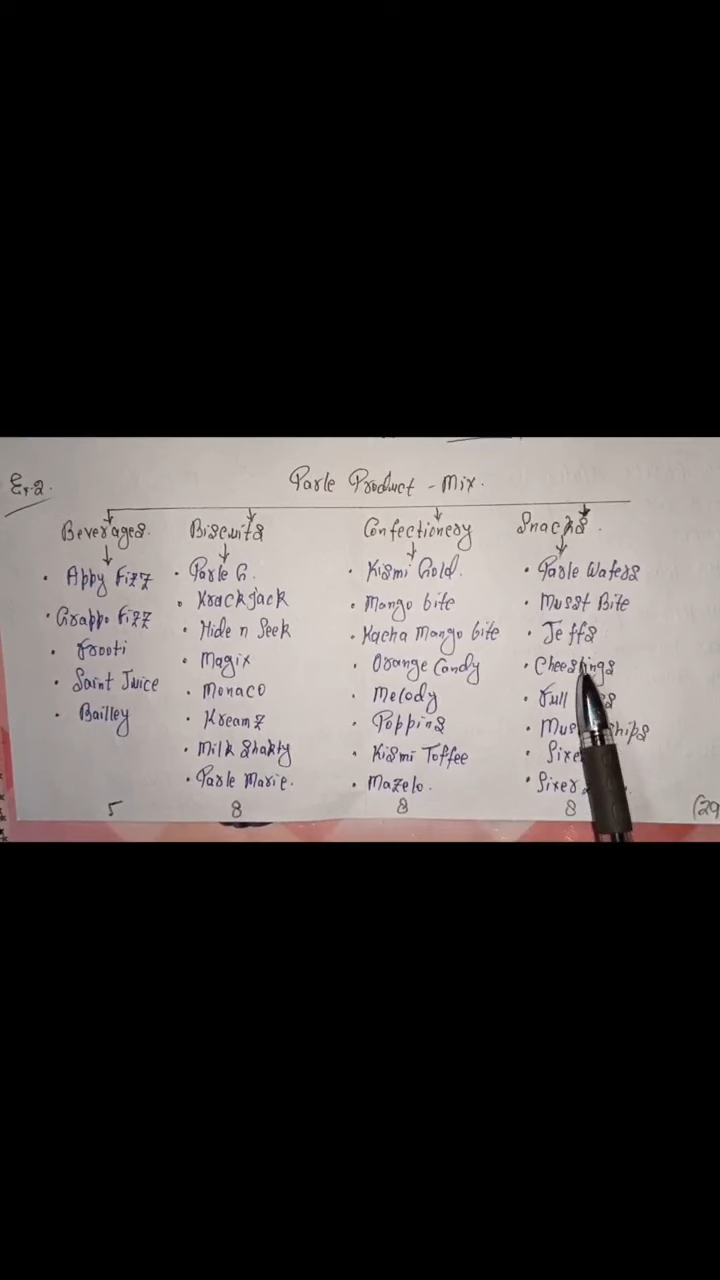 Ex.2
Parle Product - Mix.
Beverages.
Appy Fizz
Grappo Fizz
Frooti
Saint Juice
Bailley
5
Biscuits
Parle G.
Krackjack
Hide n Seek
Magix
Monaco
Kreamz
Milk Shakty
Parle Marie.
8
Confectionery
Kismi Gold.
Mango bite
Kacha Mango bite
Orange Candy
Melody
Poppins
Kismi Toffee
Mazelo.
8
Snacks.
Parle Wafers
Musst Bite
Jeffs
Cheeslings
Full
Sixer
8
(29